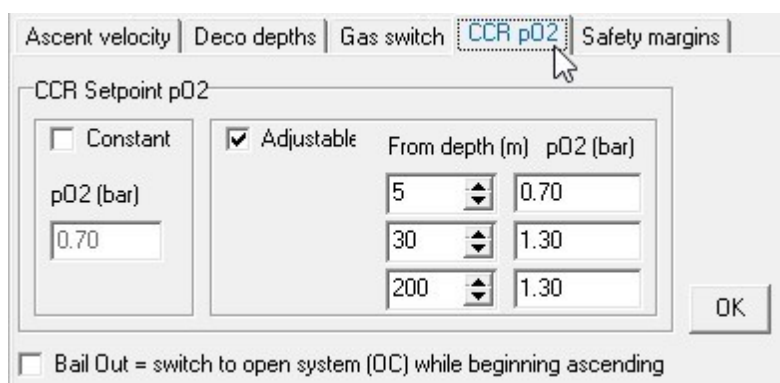 Ascent velocity Deco depths Gas switch CCR pO2 Safety margins
CCR Setpoint pO2
Constant
pO2 (bar)
0.70
Adjustable From depth (m) pO2 (bar)
5 0.70
30 1.30
200 1.30
OK
Bail Out = switch to open system (OC) while beginning ascending